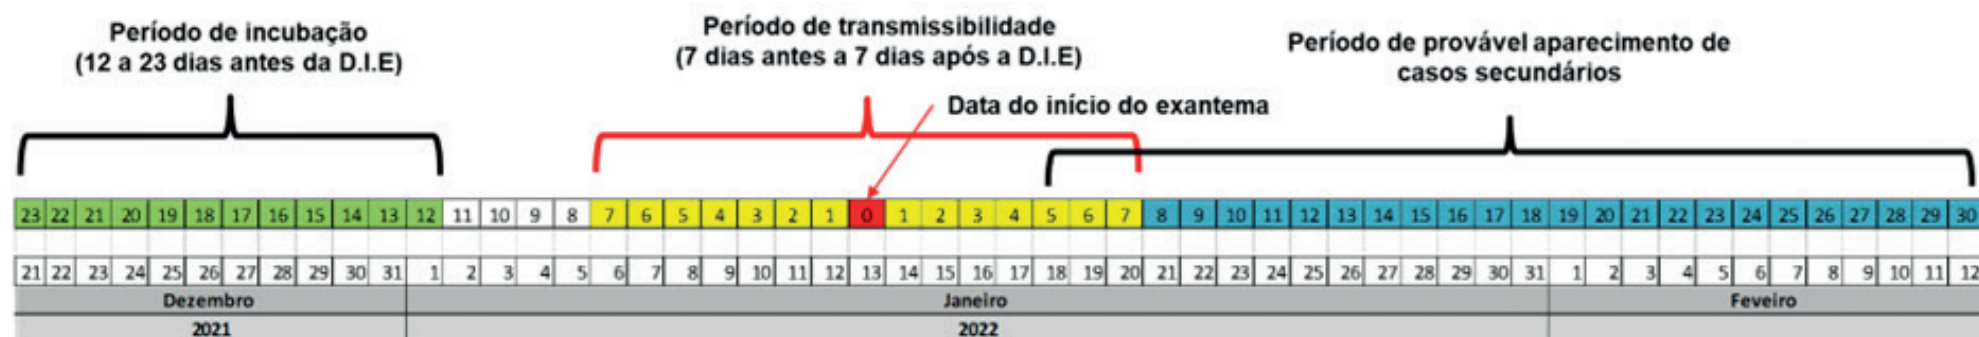 Período de incubação
(12 a 23 dias antes da D.I.E)
Período de transmissibilidade
(7 dias antes a 7 dias após a D.I.E)
Período de provável aparecimento de
casos secundários
Data do início do exantema
23 22 21 20 19 18 17 16 15 14 13 12 11 10 9 8 7 6 5 4 3 2 1 0 1 2 3 4 5 6 7 8 9 10 11 12 13 14 15 16 17 18 19 20 21 22 23 24 25 26 27 28 29 30
21 22 23 24 25 26 27 28 29 30 31 1 2 3 4 5 6 7 8 9 10 11 12 13 14 15 16 17 18 19 20 21 22 23 24 25 26 27 28 29 30 31 1 2 3 4 5 6 7 8 9 10 11 12
Dezembro Janeiro Feveiro
2021 2022